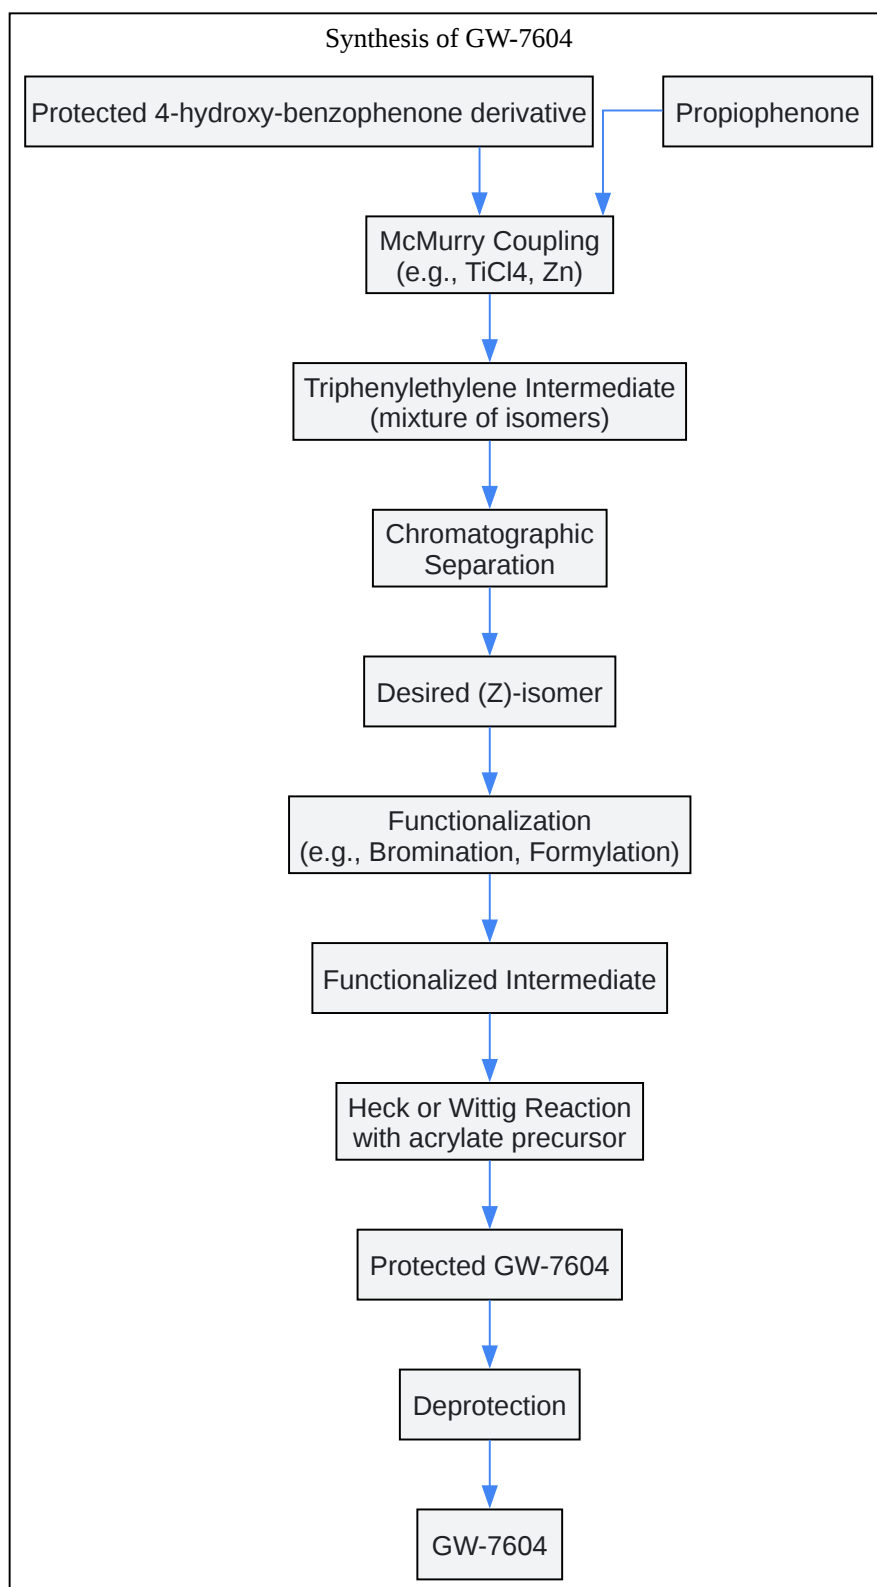 Synthesis of GW-7604
Protected 4-hydroxy-benzophenone derivative
Propiophenone
McMurry Coupling
(e.g., TiCl4, Zn)
Triphenylethylene Intermediate
(mixture of isomers)
Chromatographic
Separation
Desired (Z)-isomer
Functionalization
(e.g., Bromination, Formylation)
Functionalized Intermediate
Heck or Wittig Reaction
with acrylate precursor
Protected GW-7604
Deprotection
GW-7604